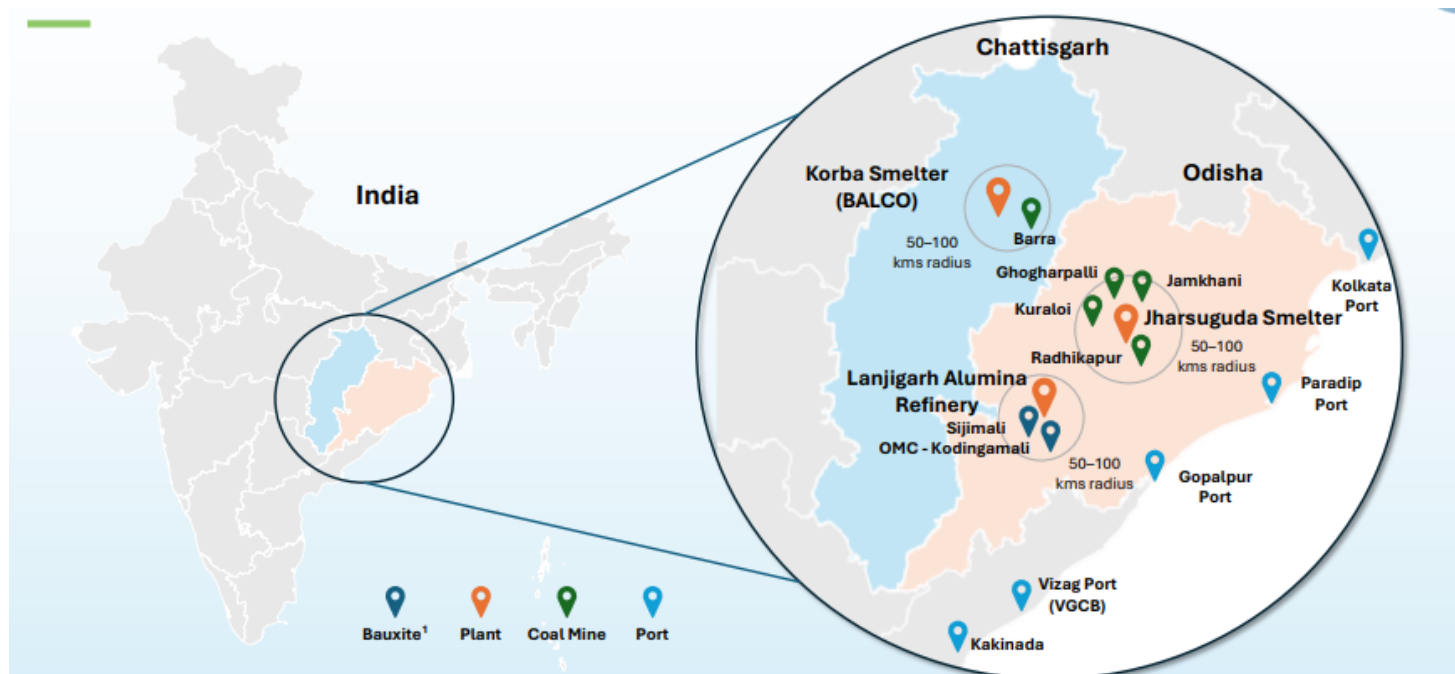 India
Chattisgarh
Odisha
Korba Smelter
(BALCO)
Barra
50–100
kms radius
Ghogharpalli
Jamkhani
Kuraloi
Jharsuguda Smelter
Radhikapur
50–100
kms radius
Lanjigarh Alumina
Refinery
Sijimali
OMC - Kodingamali
50–100
kms radius
Kolkata
Port
Paradip
Port
Gopalpur
Port
Vizag Port
(VGCB)
Kakinada
Bauxite¹
Plant
Coal Mine
Port